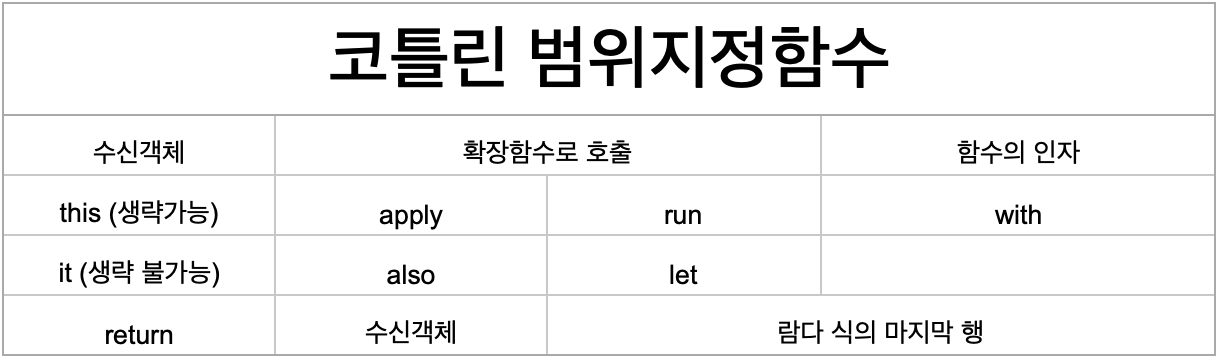 코틀린 범위지정함수
수신객체 확장함수로 호출 함수의 인자
this (생략가능) apply run with
it (생략 불가능) also let
return 수신객체 람다 식의 마지막 행